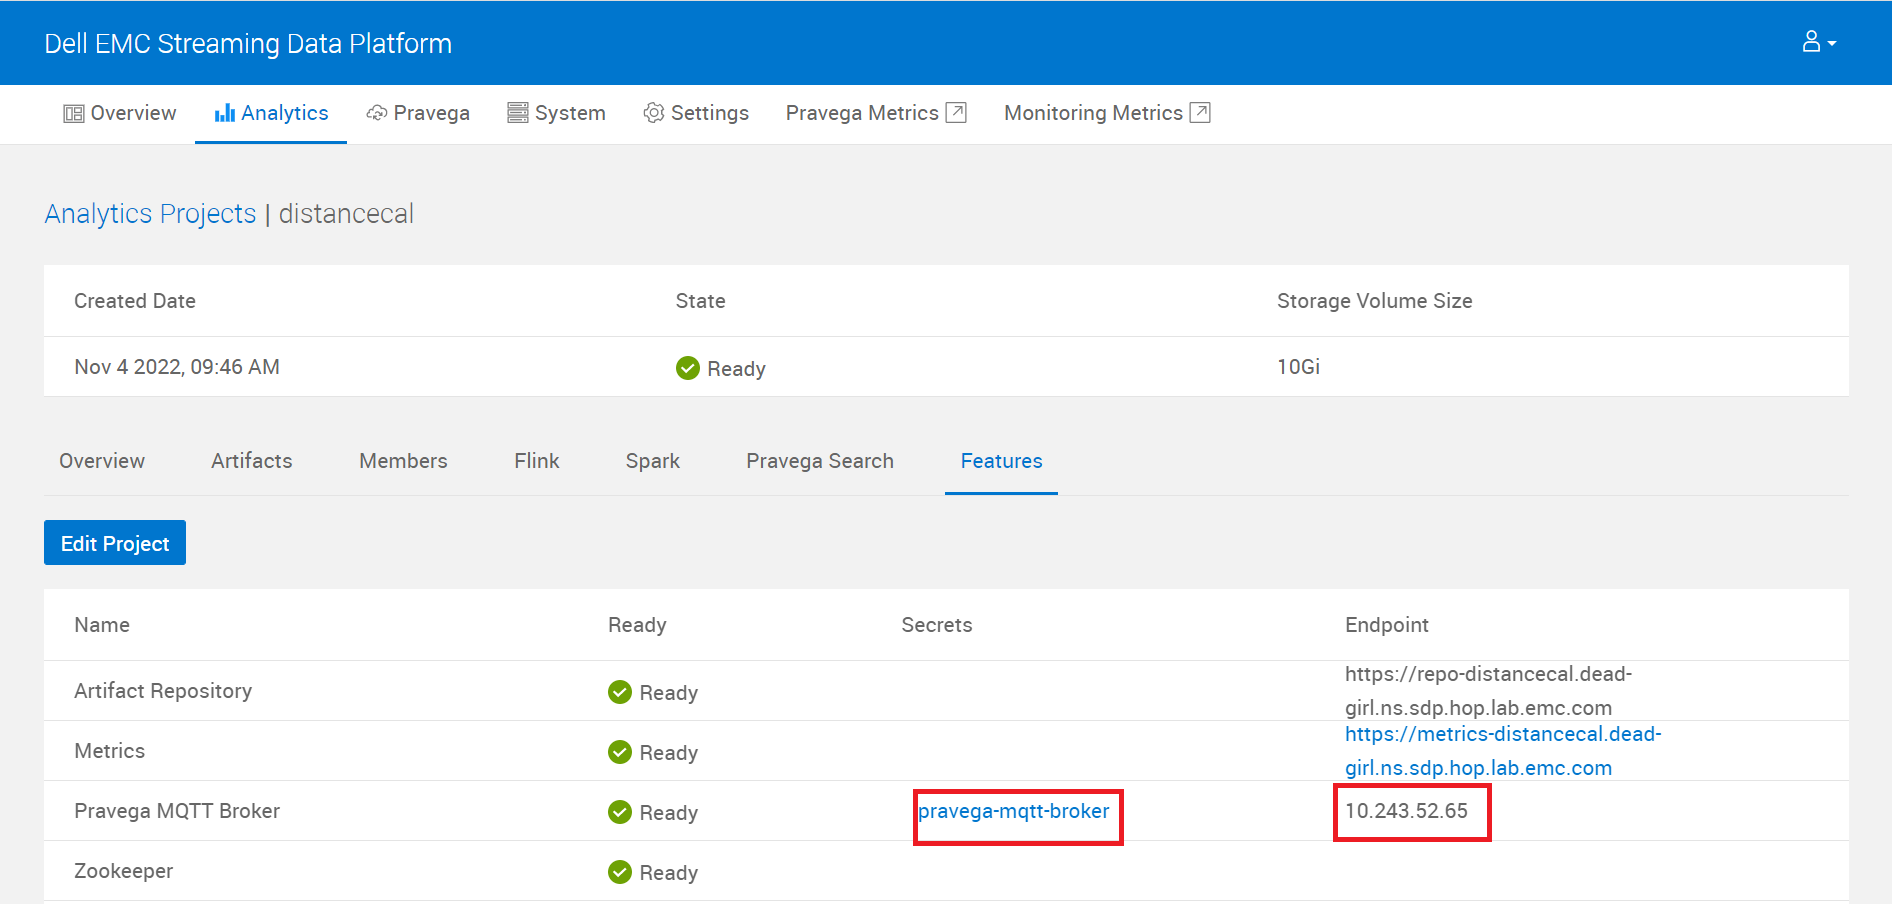 Dell EMC Streaming Data Platform
Overview Analytics Pravega System Settings Pravega Metrics Monitoring Metrics
Analytics Projects | distancecal
Created Date State Storage Volume Size
Nov 4 2022, 09:46 AM Ready 10Gi
Overview Artifacts Members Flink Spark Pravega Search Features
Edit Project
Name Ready Secrets Endpoint
Artifact Repository Ready https://repo-distancecal.dead-
girl.ns.sdp.hop.lab.emc.com
Metrics Ready https://metrics-distancecal.dead-
girl.ns.sdp.hop.lab.emc.com
Pravega MQTT Broker Ready pravega-mqtt-broker 10.243.52.65
Zookeeper Ready